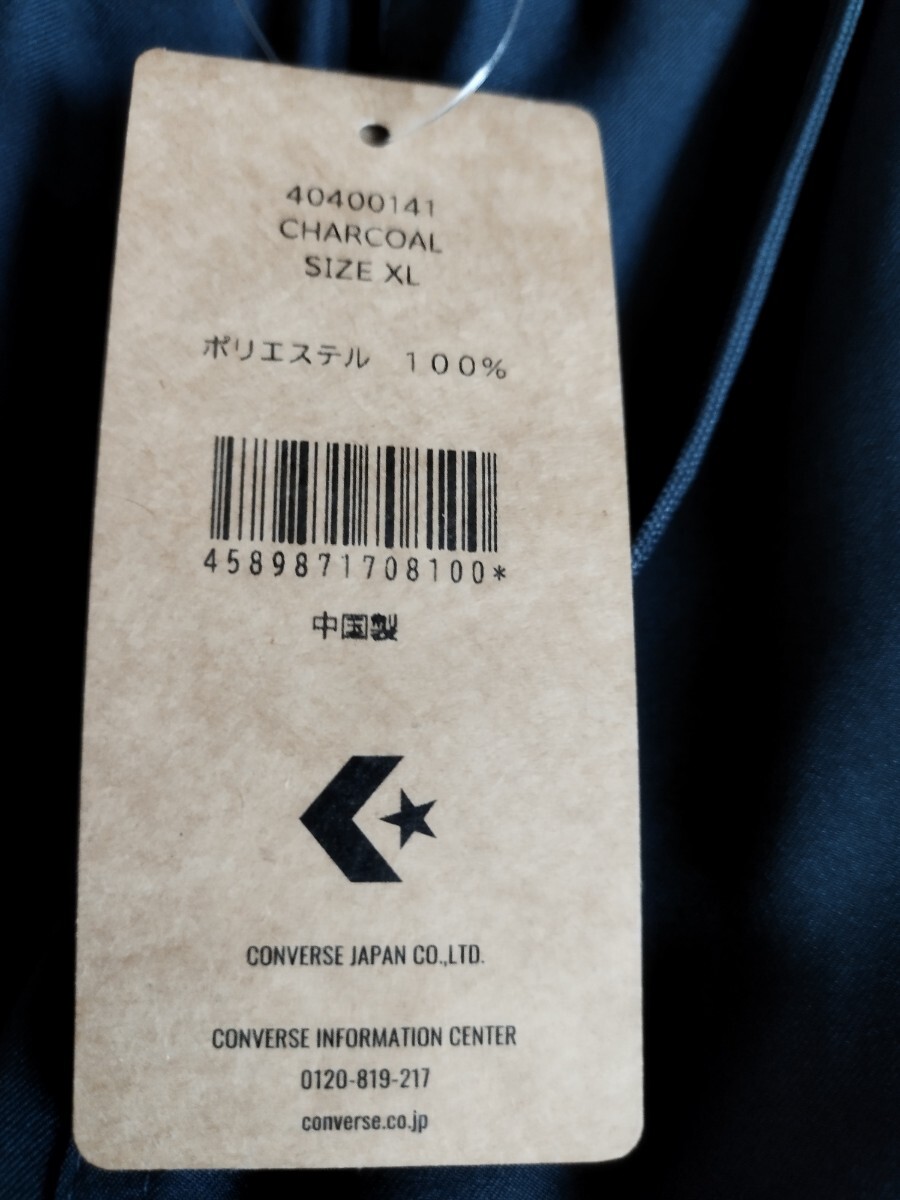 40400141
CHARCOAL
SIZE XL
ポリエステル　１００％
4589871708100*
中国製
CONVERSE JAPAN CO.,LTD.
CONVERSE INFORMATION CENTER
0120-819-217
converse.co.jp